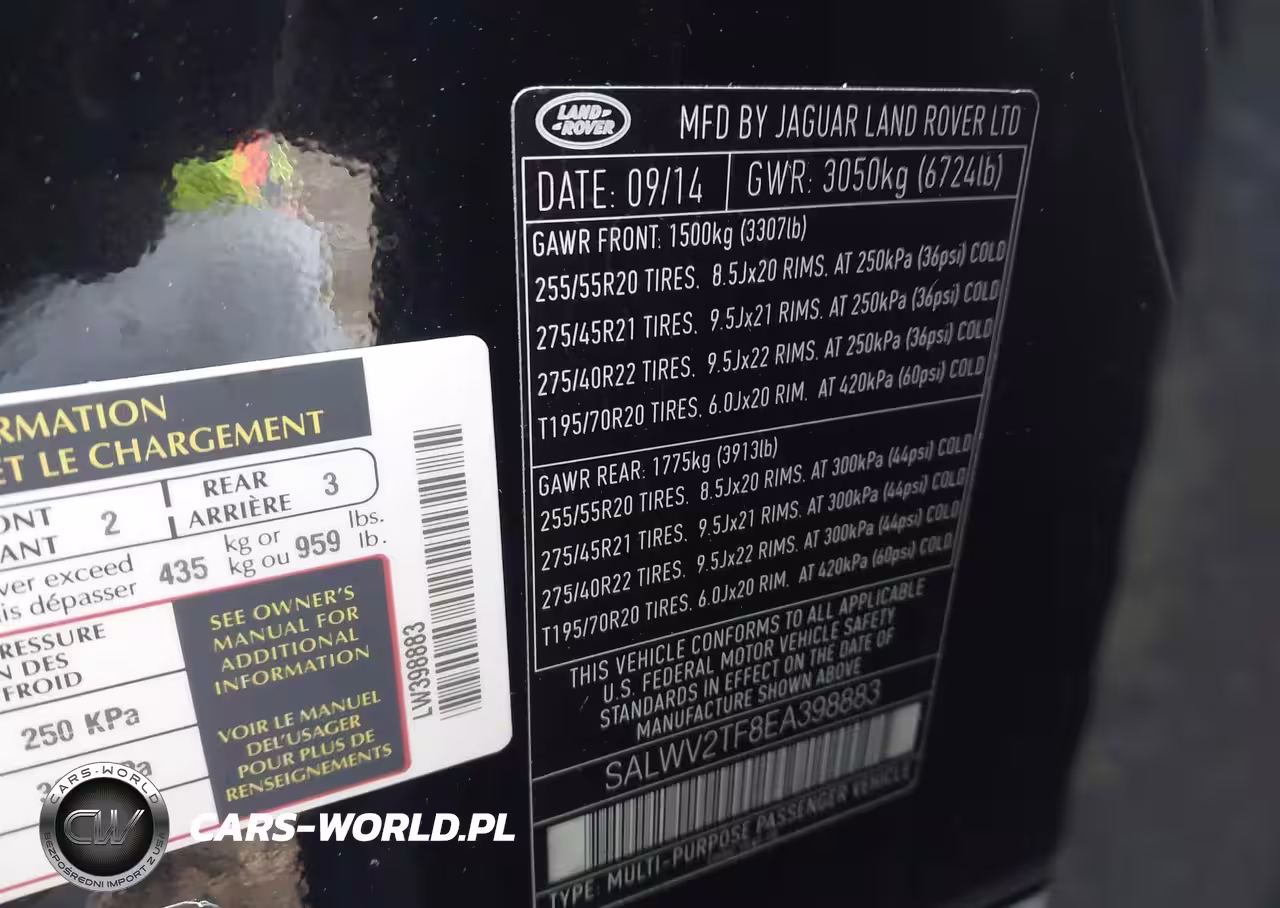 LAND-
-ROVER
MFD BY JAGUAR LAND ROVER LTD
DATE: 09/14
GWR: 3050kg (6724lb)
GAWR FRONT: 1500kg (3307lb)
255/55R20 TIRES. 8.5Jx20 RIMS. AT 250kPa (36psi) COLD
275/45R21 TIRES. 9.5Jx21 RIMS. AT 250kPa (36psi) COLD
275/40R22 TIRES. 9.5Jx22 RIMS. AT 250kPa (36psi) COLD
T195/70R20 TIRES. 6.0Jx20 RIM. AT 420kPa (60psi) COLD
GAWR REAR: 1775kg (3913lb)
255/55R20 TIRES. 8.5Jx20 RIMS. AT 300kPa (44psi) COLD
275/45R21 TIRES. 9.5Jx21 RIMS. AT 300kPa (44psi) COLD
275/40R22 TIRES. 9.5Jx22 RIMS. AT 300kPa (44psi) COLD
T195/70R20 TIRES. 6.0Jx20 RIM. AT 420kPa (60psi) COLD
THIS VEHICLE CONFORMS TO ALL APPLICABLE
U.S. FEDERAL MOTOR VEHICLE SAFETY
STANDARDS IN EFFECT ON THE DATE OF
MANUFACTURE SHOWN ABOVE
SALWV2TF8EA398883
TYPE: MULTI-PURPOSE PASSENGER VEHICLE
RMATION
ET LE CHARGEMENT
ONT
ANT
2
REAR
ARRIÈRE
3
ver exceed
is dépasser
435
kg or
kg ou
959
lbs.
lb.
RESSURE
N DES
FROID
250 KPa
SEE OWNER'S
MANUAL FOR
ADDITIONAL
INFORMATION
VOIR LE MANUEL
DEL'USAGER
POUR PLUS DE
RENSEIGNEMENTS
LW398883
CARS-WORLD
CW
BEZPOŚREDNI IMPORT Z USA
CARS-WORLD.PL